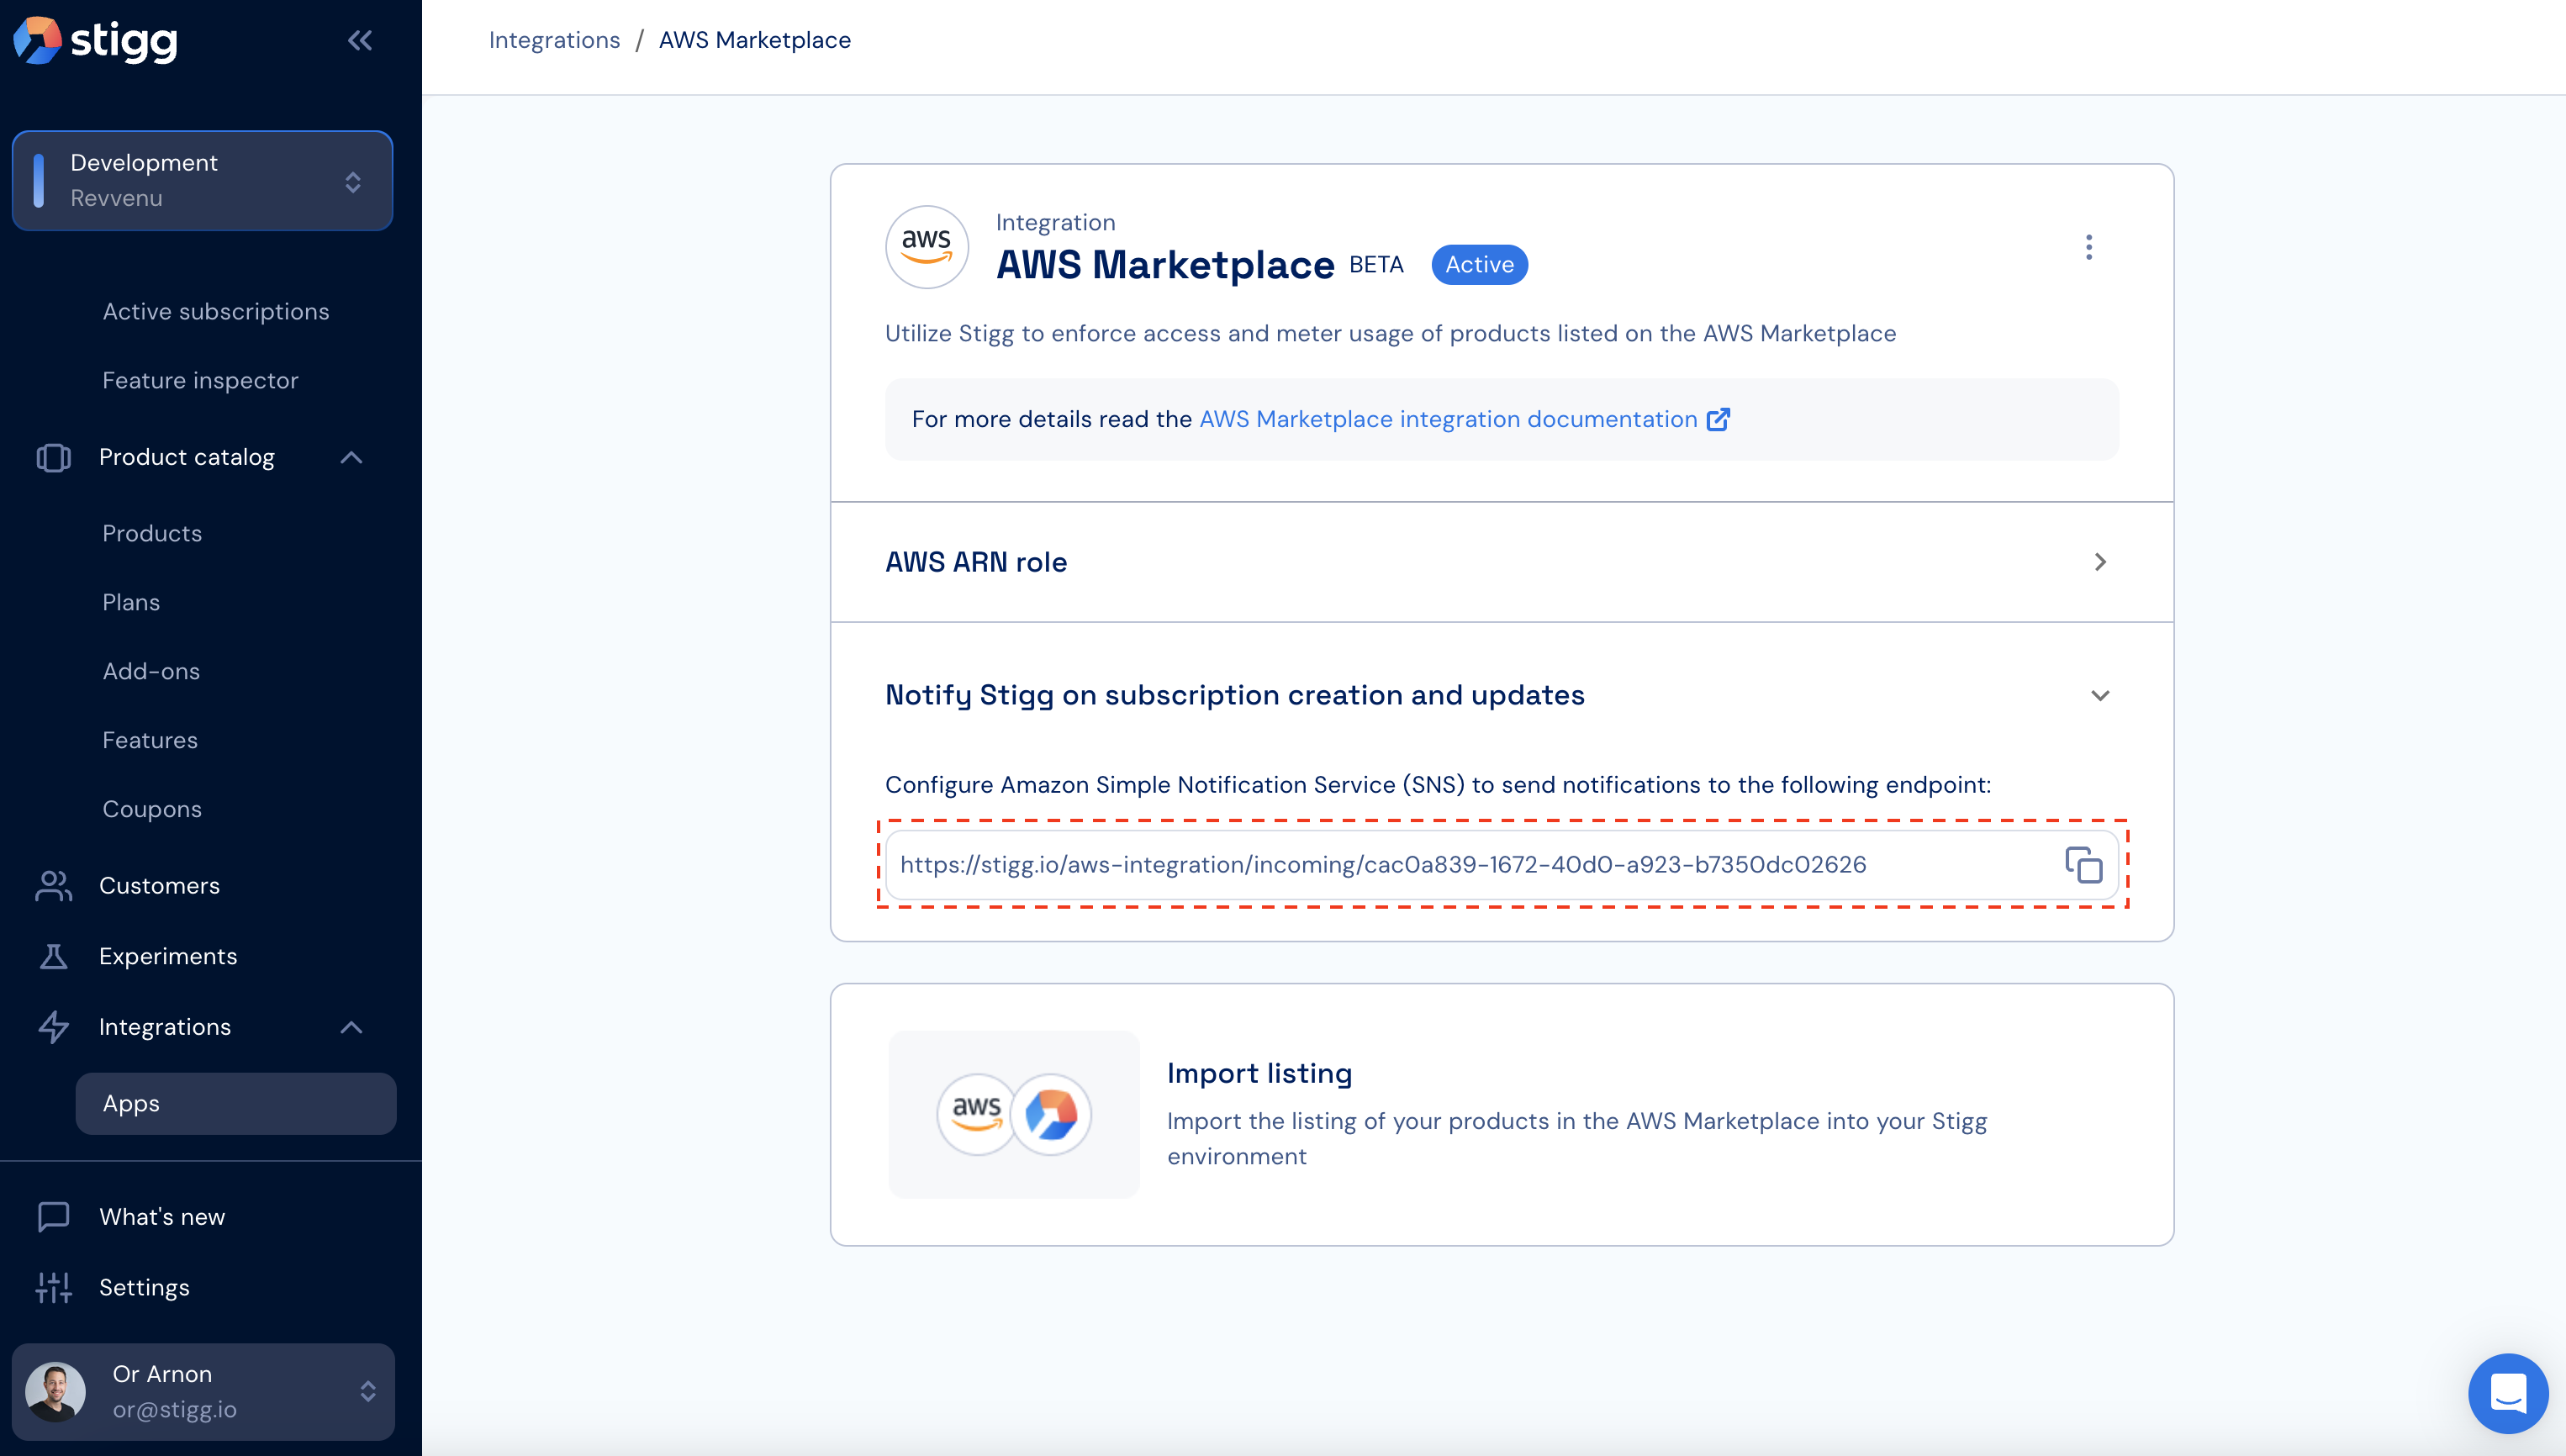 stigg
Development
Revvenu
Active subscriptions
Feature inspector
Product catalog
Products
Plans
Add-ons
Features
Coupons
Customers
Experiments
Integrations
Apps
What's new
Settings
Or Arnon
or@stigg.io
Integrations / AWS Marketplace
aws
Integration
AWS Marketplace BETA Active
Utilize Stigg to enforce access and meter usage of products listed on the AWS Marketplace
For more details read the AWS Marketplace integration documentation
AWS ARN role
Notify Stigg on subscription creation and updates
Configure Amazon Simple Notification Service (SNS) to send notifications to the following endpoint:
https://stigg.io/aws-integration/incoming/cac0a839-1672-40d0-a923-b7350dc02626
aws
Import listing
Import the listing of your products in the AWS Marketplace into your Stigg
environment